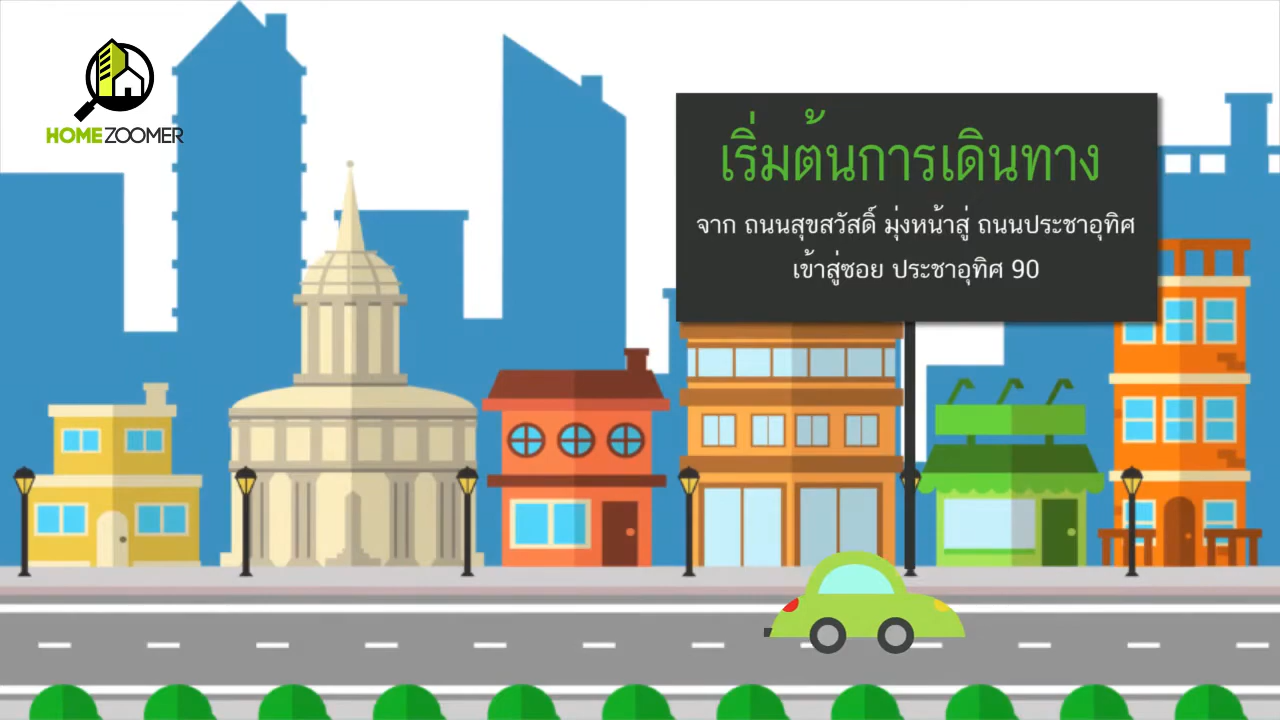 HOMEZOOMER
เริ่มต้นการเดินทาง
จาก ถนนสุขสวัสดิ์ มุ่งหน้าสู่ ถนนประชาอุทิศ
เข้าสู่ซอย ประชาอุทิศ 90